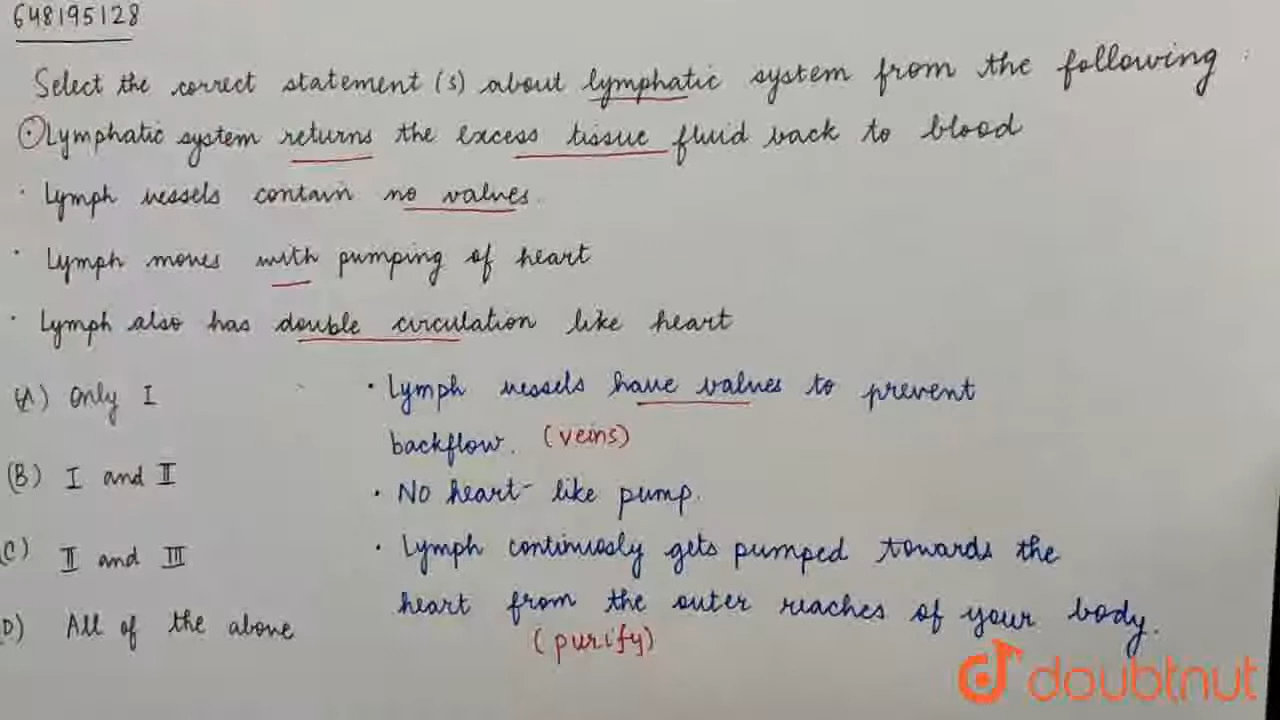 648195128
Select the correct statement (s) about lymphatic system from the following :
· Lymphatic system returns the excess tissue fluid back to blood
· Lymph vessels contain no values.
· Lymph moves with pumping of heart
· Lymph also has double circulation like heart
(A) Only I
(B) I and II
(C) II and III
(D) All of the above
· Lymph vessels have values to prevent
backflow. (veins)
· No heart-like pump.
· Lymph continuosly gets pumped towards the
heart from the outer reaches of your body.
(purify)
doubtnut